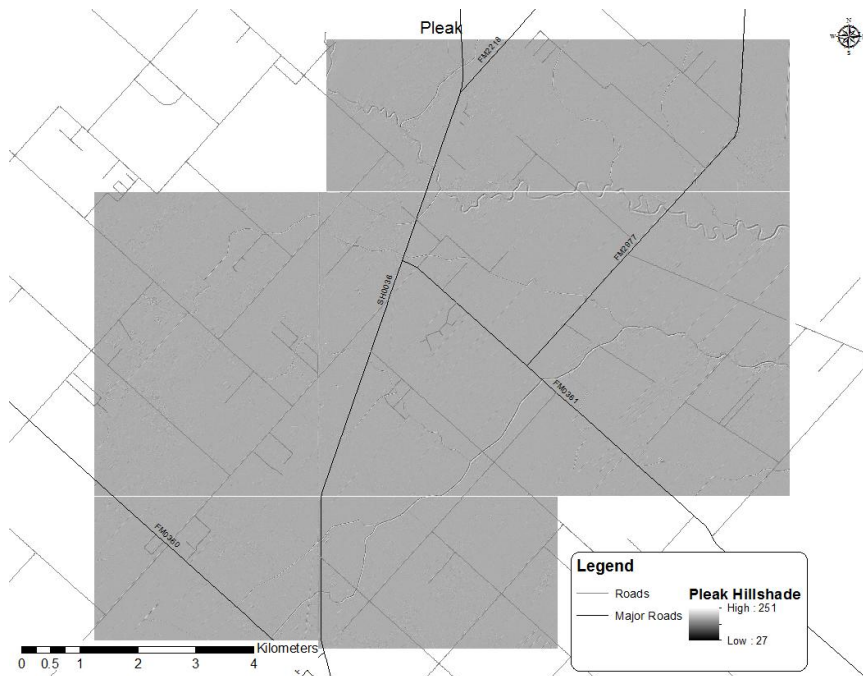 Pleak
FM2218
N
W E
S
FM2977
SH0036
FM0361
FM0360
Legend
Roads
Major Roads
Pleak Hillshade
High : 251
Low : 27
Kilometers
0 0.5 1 2 3 4